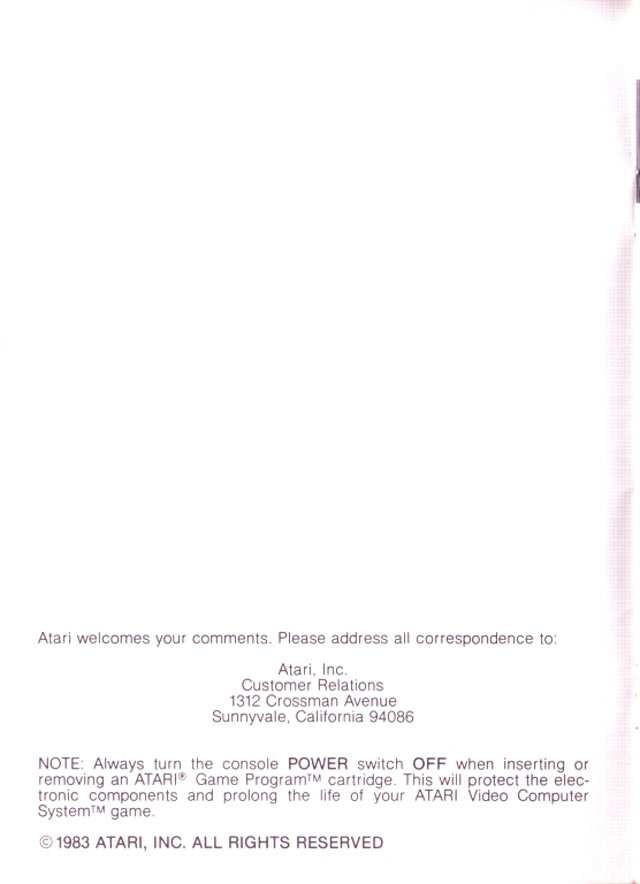 Atari welcomes your comments. Please address all correspondence to:
Atari, Inc.
Customer Relations
1312 Crossman Avenue
Sunnyvale, California 94086
NOTE: Always turn the console POWER switch OFF when inserting or
removing an ATARI® Game Program™ cartridge. This will protect the elec-
tronic components and prolong the life of your ATARI Video Computer
System™ game.
©1983 ATARI, INC. ALL RIGHTS RESERVED